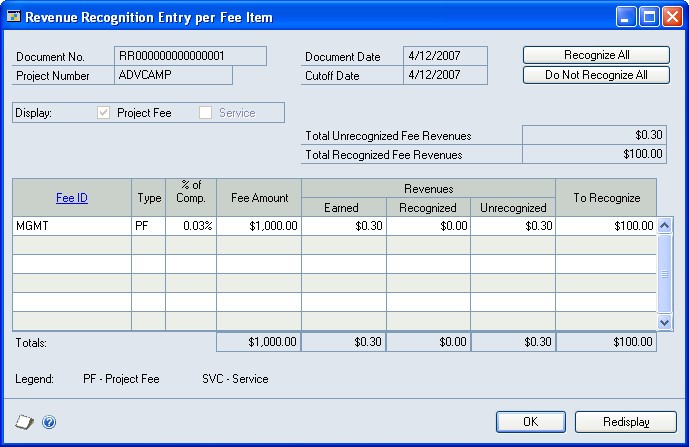 Revenue Recognition Entry per Fee Item
Document No. RR000000000000001 Document Date 4/12/2007 Recognize All
Project Number ADVCAMP Cutoff Date 4/12/2007 Do Not Recognize All
Display: Project Fee Service
Total Unrecognized Fee Revenues $0.30
Total Recognized Fee Revenues $100.00
Fee ID Type % of Comp. Fee Amount Revenues To Recognize
Earned Recognized Unrecognized
MGMT PF 0.03% $1,000.00 $0.30 $0.00 $0.30 $100.00
Totals: $1,000.00 $0.30 $0.00 $0.30 $100.00
Legend: PF - Project Fee SVC - Service
OK Redisplay